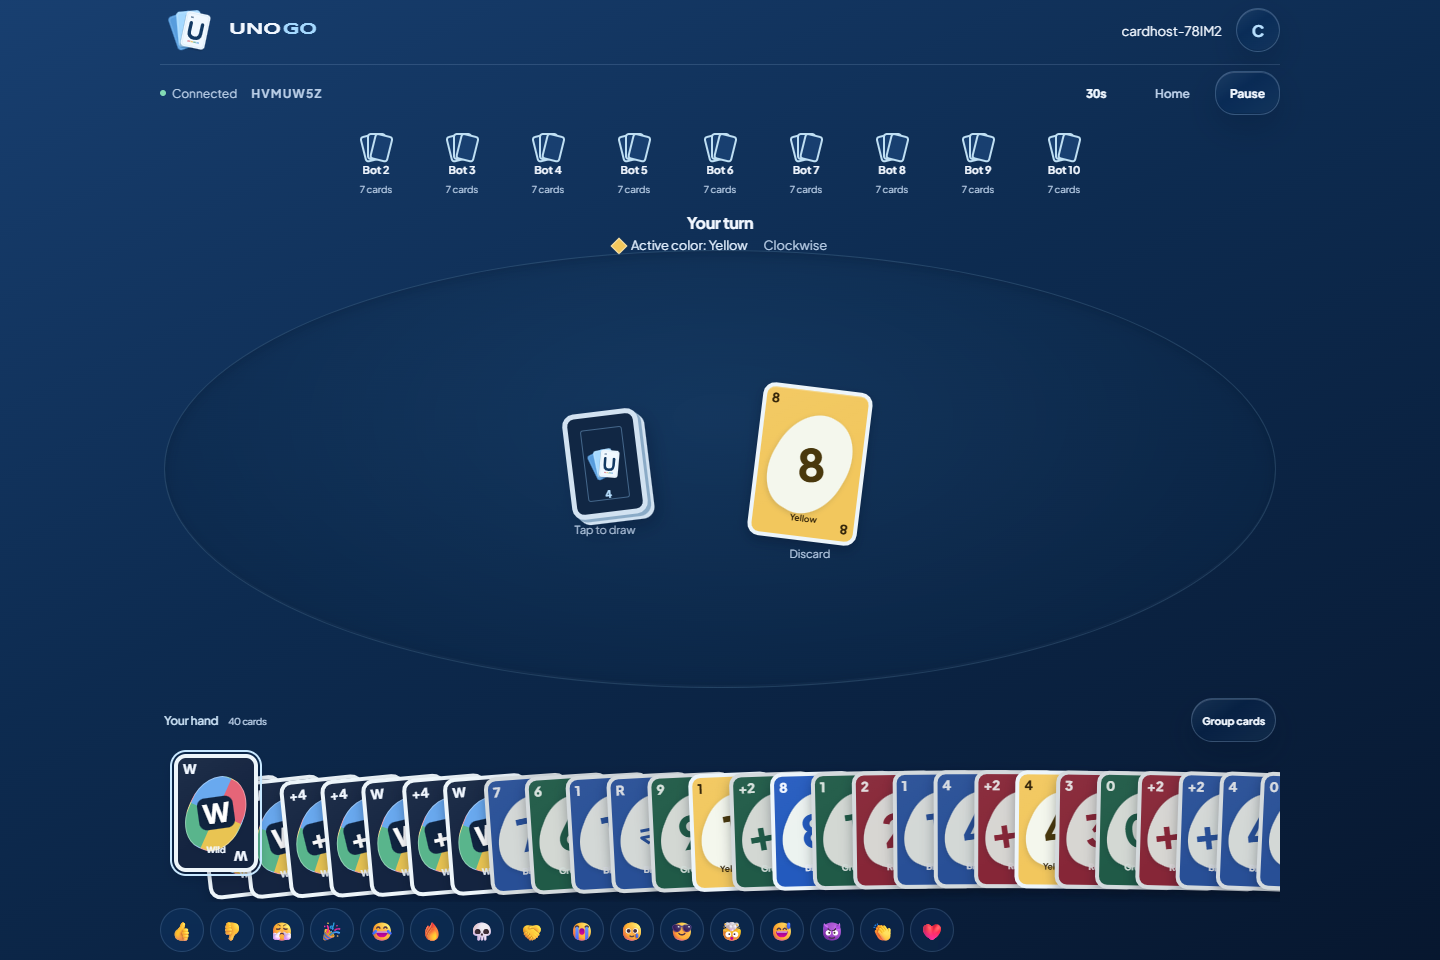 U UNO GO
cardhost-78IM2 C
Connected HVMUW5Z
30s Home Pause
Bot 2 Bot 3 Bot 4 Bot 5 Bot 6 Bot 7 Bot 8 Bot 9 Bot 10
7 cards 7 cards 7 cards 7 cards 7 cards 7 cards 7 cards 7 cards 7 cards
Your turn
Active color: Yellow Clockwise
8
8
Yellow
8
Discard
U
4
Tap to draw
Your hand 40 cards
Group cards
W +4 +4 W +4 W 7 6 1 R 9 1 +2 8 1 2 1 4 +2 4 3 0 +2 +2 4 0
W
Wild
W